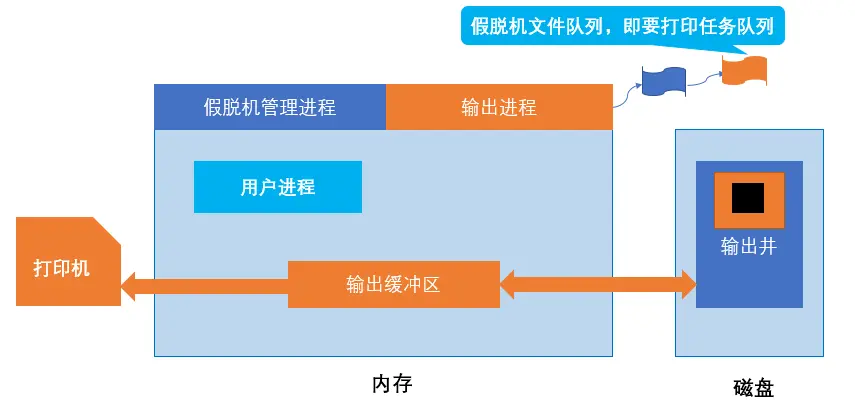 假脱机文件队列，即要打印任务队列
假脱机管理进程
输出进程
用户进程
输出井
打印机
输出缓冲区
内存
磁盘